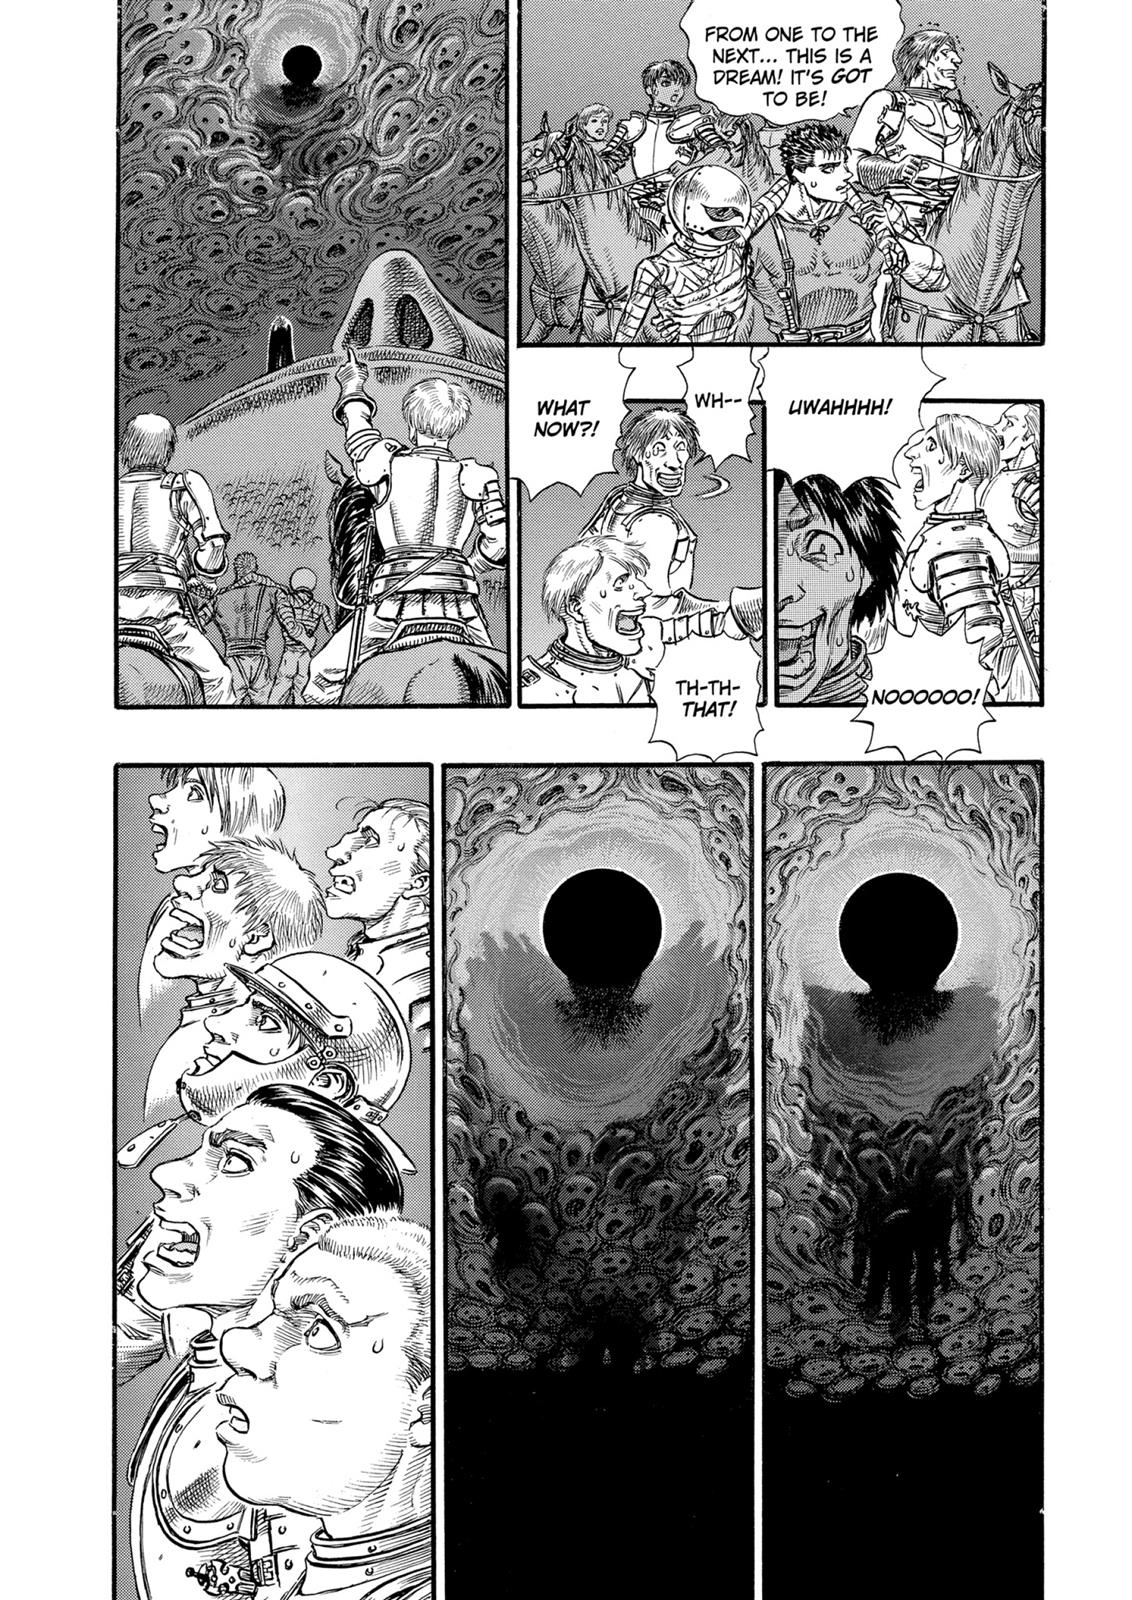 FROM ONE TO THE
NEXT... THIS IS A
DREAM! IT'S GOT
TO BE!
WHAT
NOW?!
WH--
TH-TH-
THAT!
UWAHHHH!
NOOOOOO!